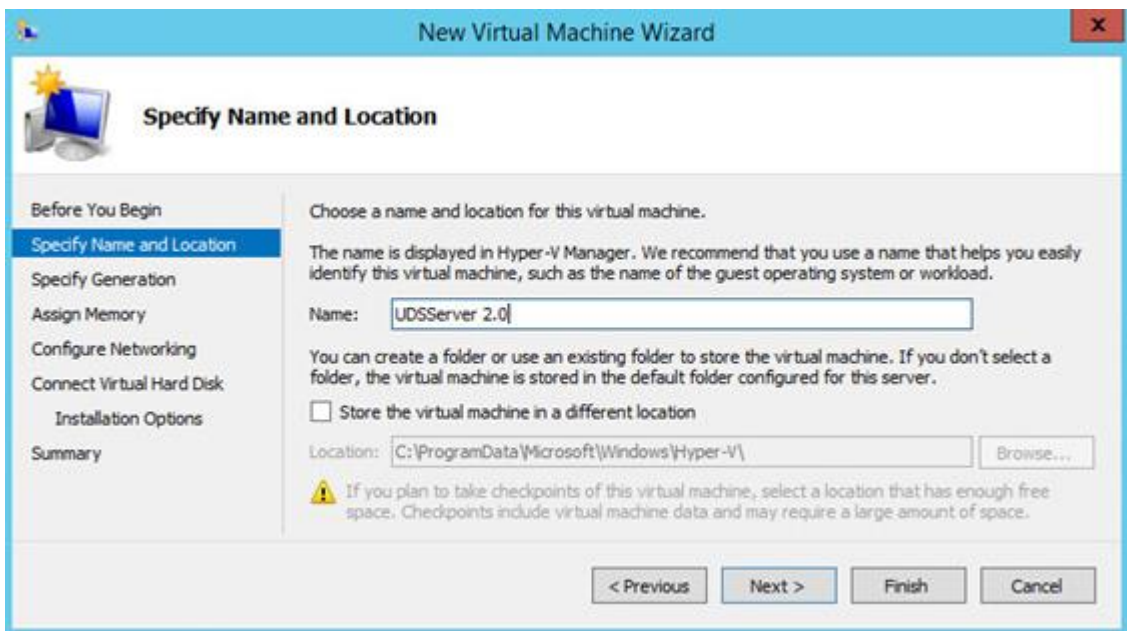 New Virtual Machine Wizard
x
Specify Name and Location
Before You Begin
Specify Name and Location
Specify Generation
Assign Memory
Configure Networking
Connect Virtual Hard Disk
Installation Options
Summary
Choose a name and location for this virtual machine.
The name is displayed in Hyper-V Manager. We recommend that you use a name that helps you easily
identify this virtual machine, such as the name of the guest operating system or workload.
Name: UDSServer 2.0
You can create a folder or use an existing folder to store the virtual machine. If you don't select a
folder, the virtual machine is stored in the default folder configured for this server.
Store the virtual machine in a different location
Location: C:\ProgramData\Microsoft\Windows\Hyper-V\ Browse...
If you plan to take checkpoints of this virtual machine, select a location that has enough free
space. Checkpoints include virtual machine data and may require a large amount of space.
< Previous Next > Finish Cancel